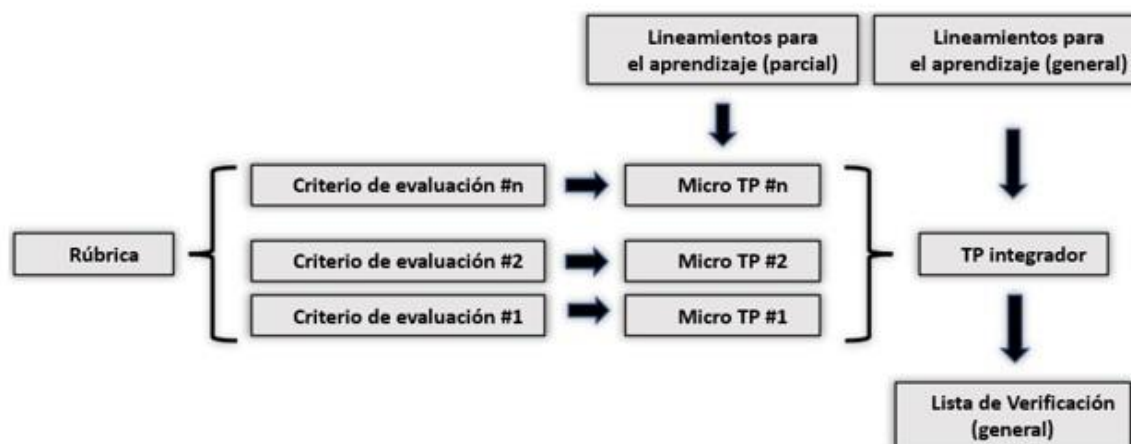 Lineamientos para
el aprendizaje (parcial)
Lineamientos para
el aprendizaje (general)
Criterio de evaluación #n
Micro TP #n
Rúbrica
Criterio de evaluación #2
Micro TP #2
TP integrador
Criterio de evaluación #1
Micro TP #1
Lista de Verificación
(general)